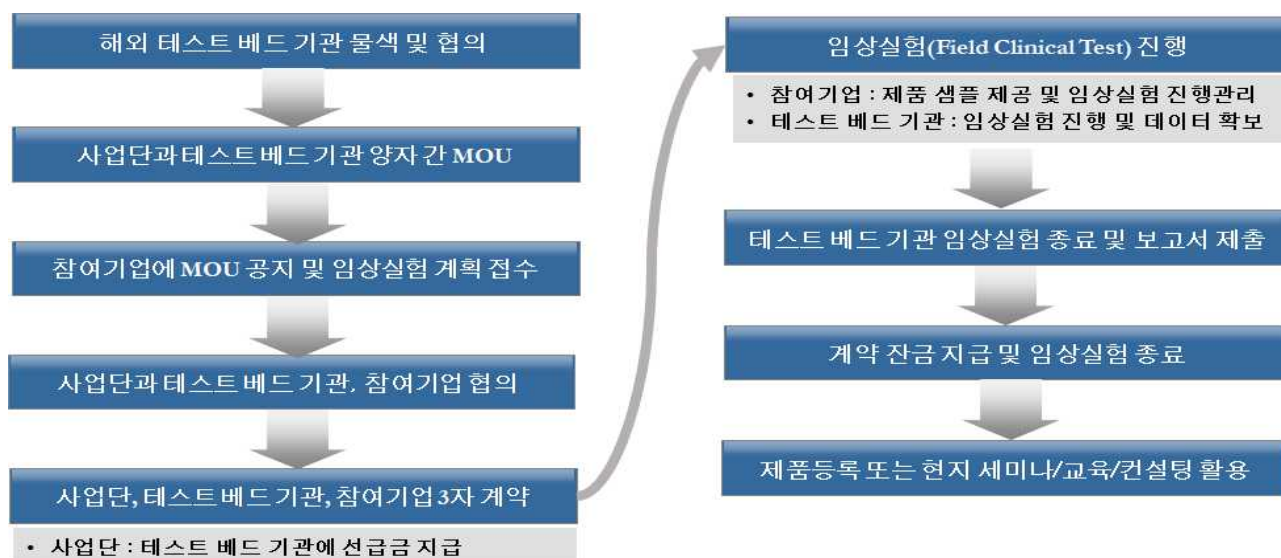 해외 테스트 베드 기관 물색 및 협의
사업단과 테스트 베드 기관 양자 간 MOU
참여기업에 MOU 공지 및 임상실험 계획 접수
사업단과 테스트 베드 기관, 참여기업 협의
사업단, 테스트 베드 기관, 참여기업 3자 계약
• 사업단 : 테스트 베드 기관에 선급금 지급
임상실험(Field Clinical Test) 진행
• 참여기업 : 제품 샘플 제공 및 임상실험 진행관리
• 테스트 베드 기관 : 임상실험 진행 및 데이터 확보
테스트 베드 기관 임상실험 종료 및 보고서 제출
계약 잔금 지급 및 임상실험 종료
제품등록 또는 현지 세미나/교육/컨설팅 활용